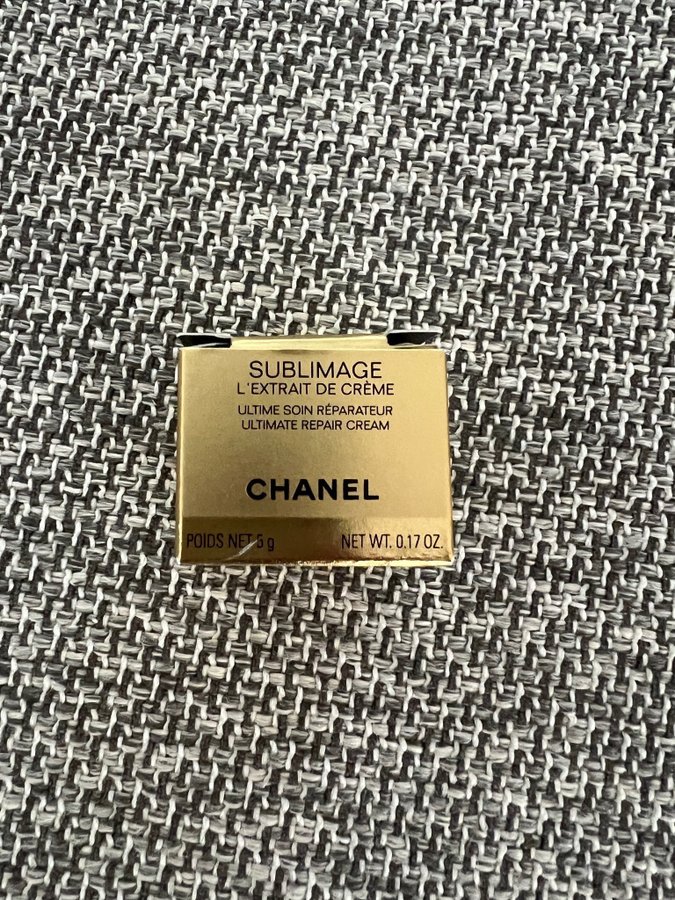 SUBLIMAGE
L'EXTRAIT DE CRÈME
ULTIME SOIN RÉPARATEUR
ULTIMATE REPAIR CREAM
CHANEL
POIDS NET 5 g NET WT. 0.17 OZ.